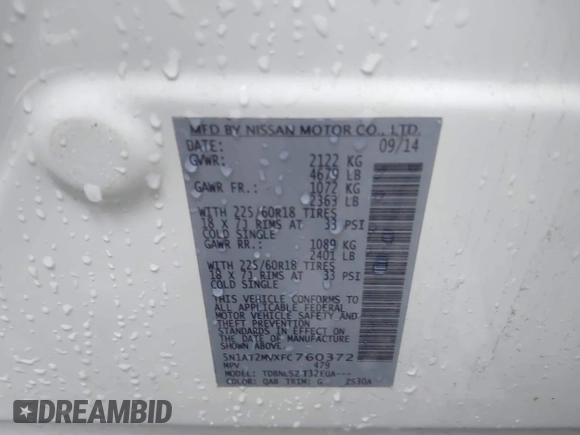 MFD BY NISSAN MOTOR CO., LTD.
DATE: 09/14
GVWR: 2122 KG
4679 LB
GAWR FR.: 1072 KG
2363 LB
WITH 225/60R18 TIRES
18 X 7J RIMS AT 33 PSI
COLD SINGLE
GAWR RR.: 1089 KG
2401 LB
WITH 225/60R18 TIRES
18 X 7J RIMS AT 33 PSI
COLD SINGLE
THIS VEHICLE CONFORMS TO
ALL APPLICABLE FEDERAL
MOTOR VEHICLE SAFETY AND
THEFT PREVENTION
STANDARDS IN EFFECT ON
THE DATE OF MANUFACTURE
SHOWN ABOVE.
5N1AT2MVXFC760372
MPV 479
MODEL:
COLOR: QAB TRIM: G 2S30A
DREAMBID